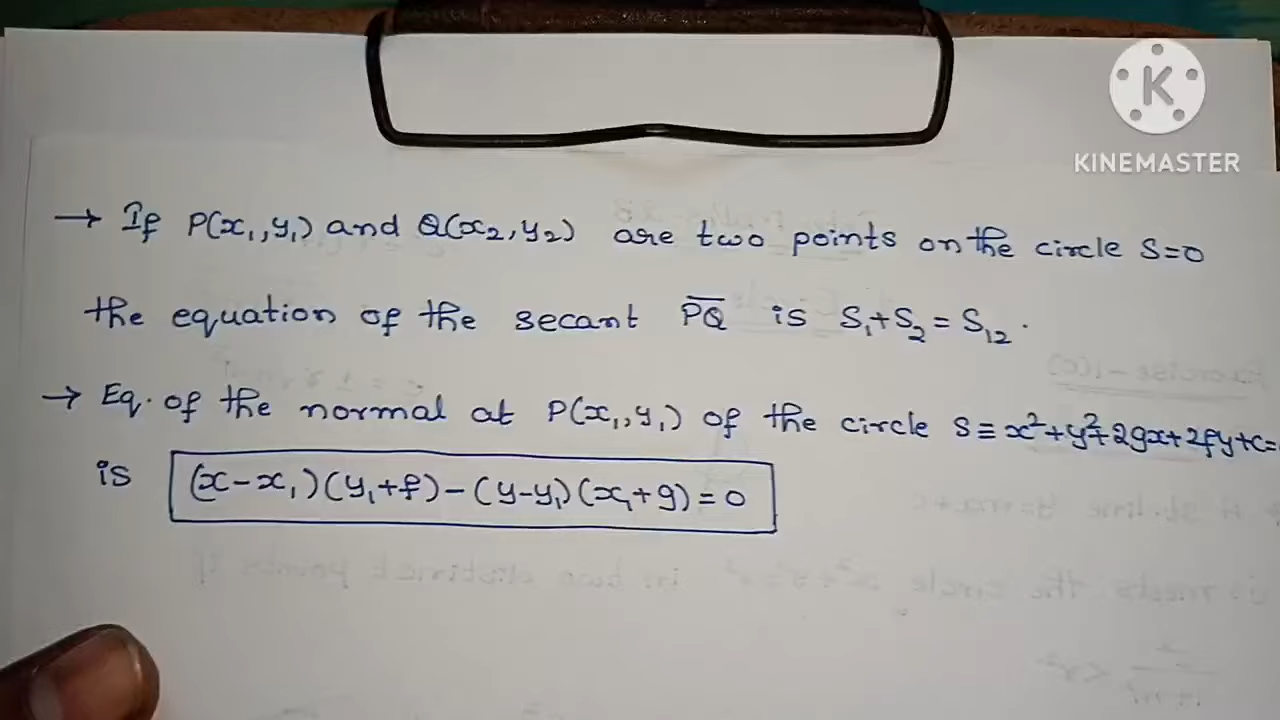 K
KINEMASTER
→ If P(x₁,y₁) and Q(x₂,y₂) are two points on the circle S=0
the equation of the secant P̅Q̅ is S₁+S₂=S₁₂.
→ Eq. of the normal at P(x₁,y₁) of the circle S≡x²+y²+2gx+2fy+c=
is (x-x₁)(y₁+f)-(y-y₁)(x₁+g)=0